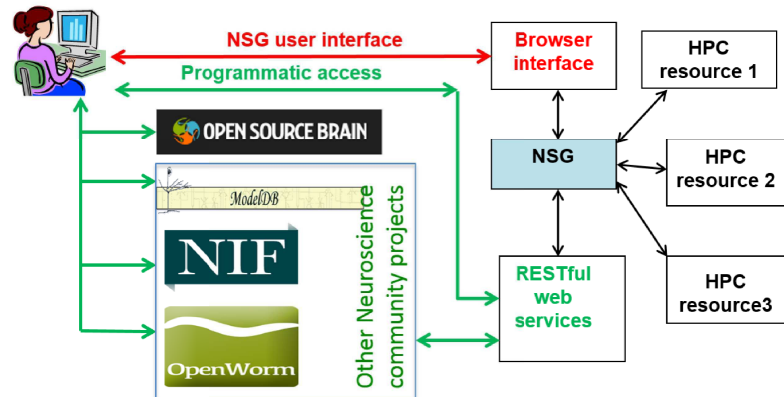 NSG user interface
Programmatic access
Browser
interface
HPC
resource 1
OPEN SOURCE BRAIN
NSG
HPC
resource 2
ModelDB
NIF
OpenWorm
Other Neuroscience
community projects
RESTful
web
services
HPC
resource3